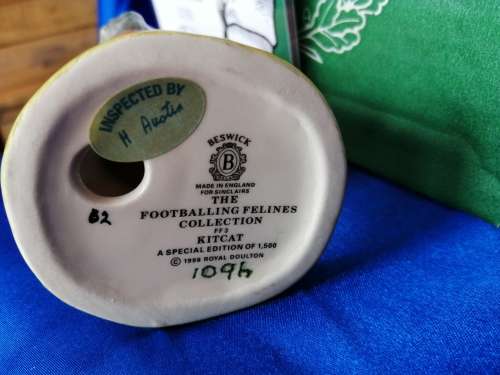 INSPECTED BY
H Austin
BESWICK
B
MADE IN ENGLAND
FOR SINCLAIRS
THE
FOOTBALLING FELINES
COLLECTION
FF3
KITCAT
A SPECIAL EDITION OF 1,500
© 1999 ROYAL DOULTON
B2
1094